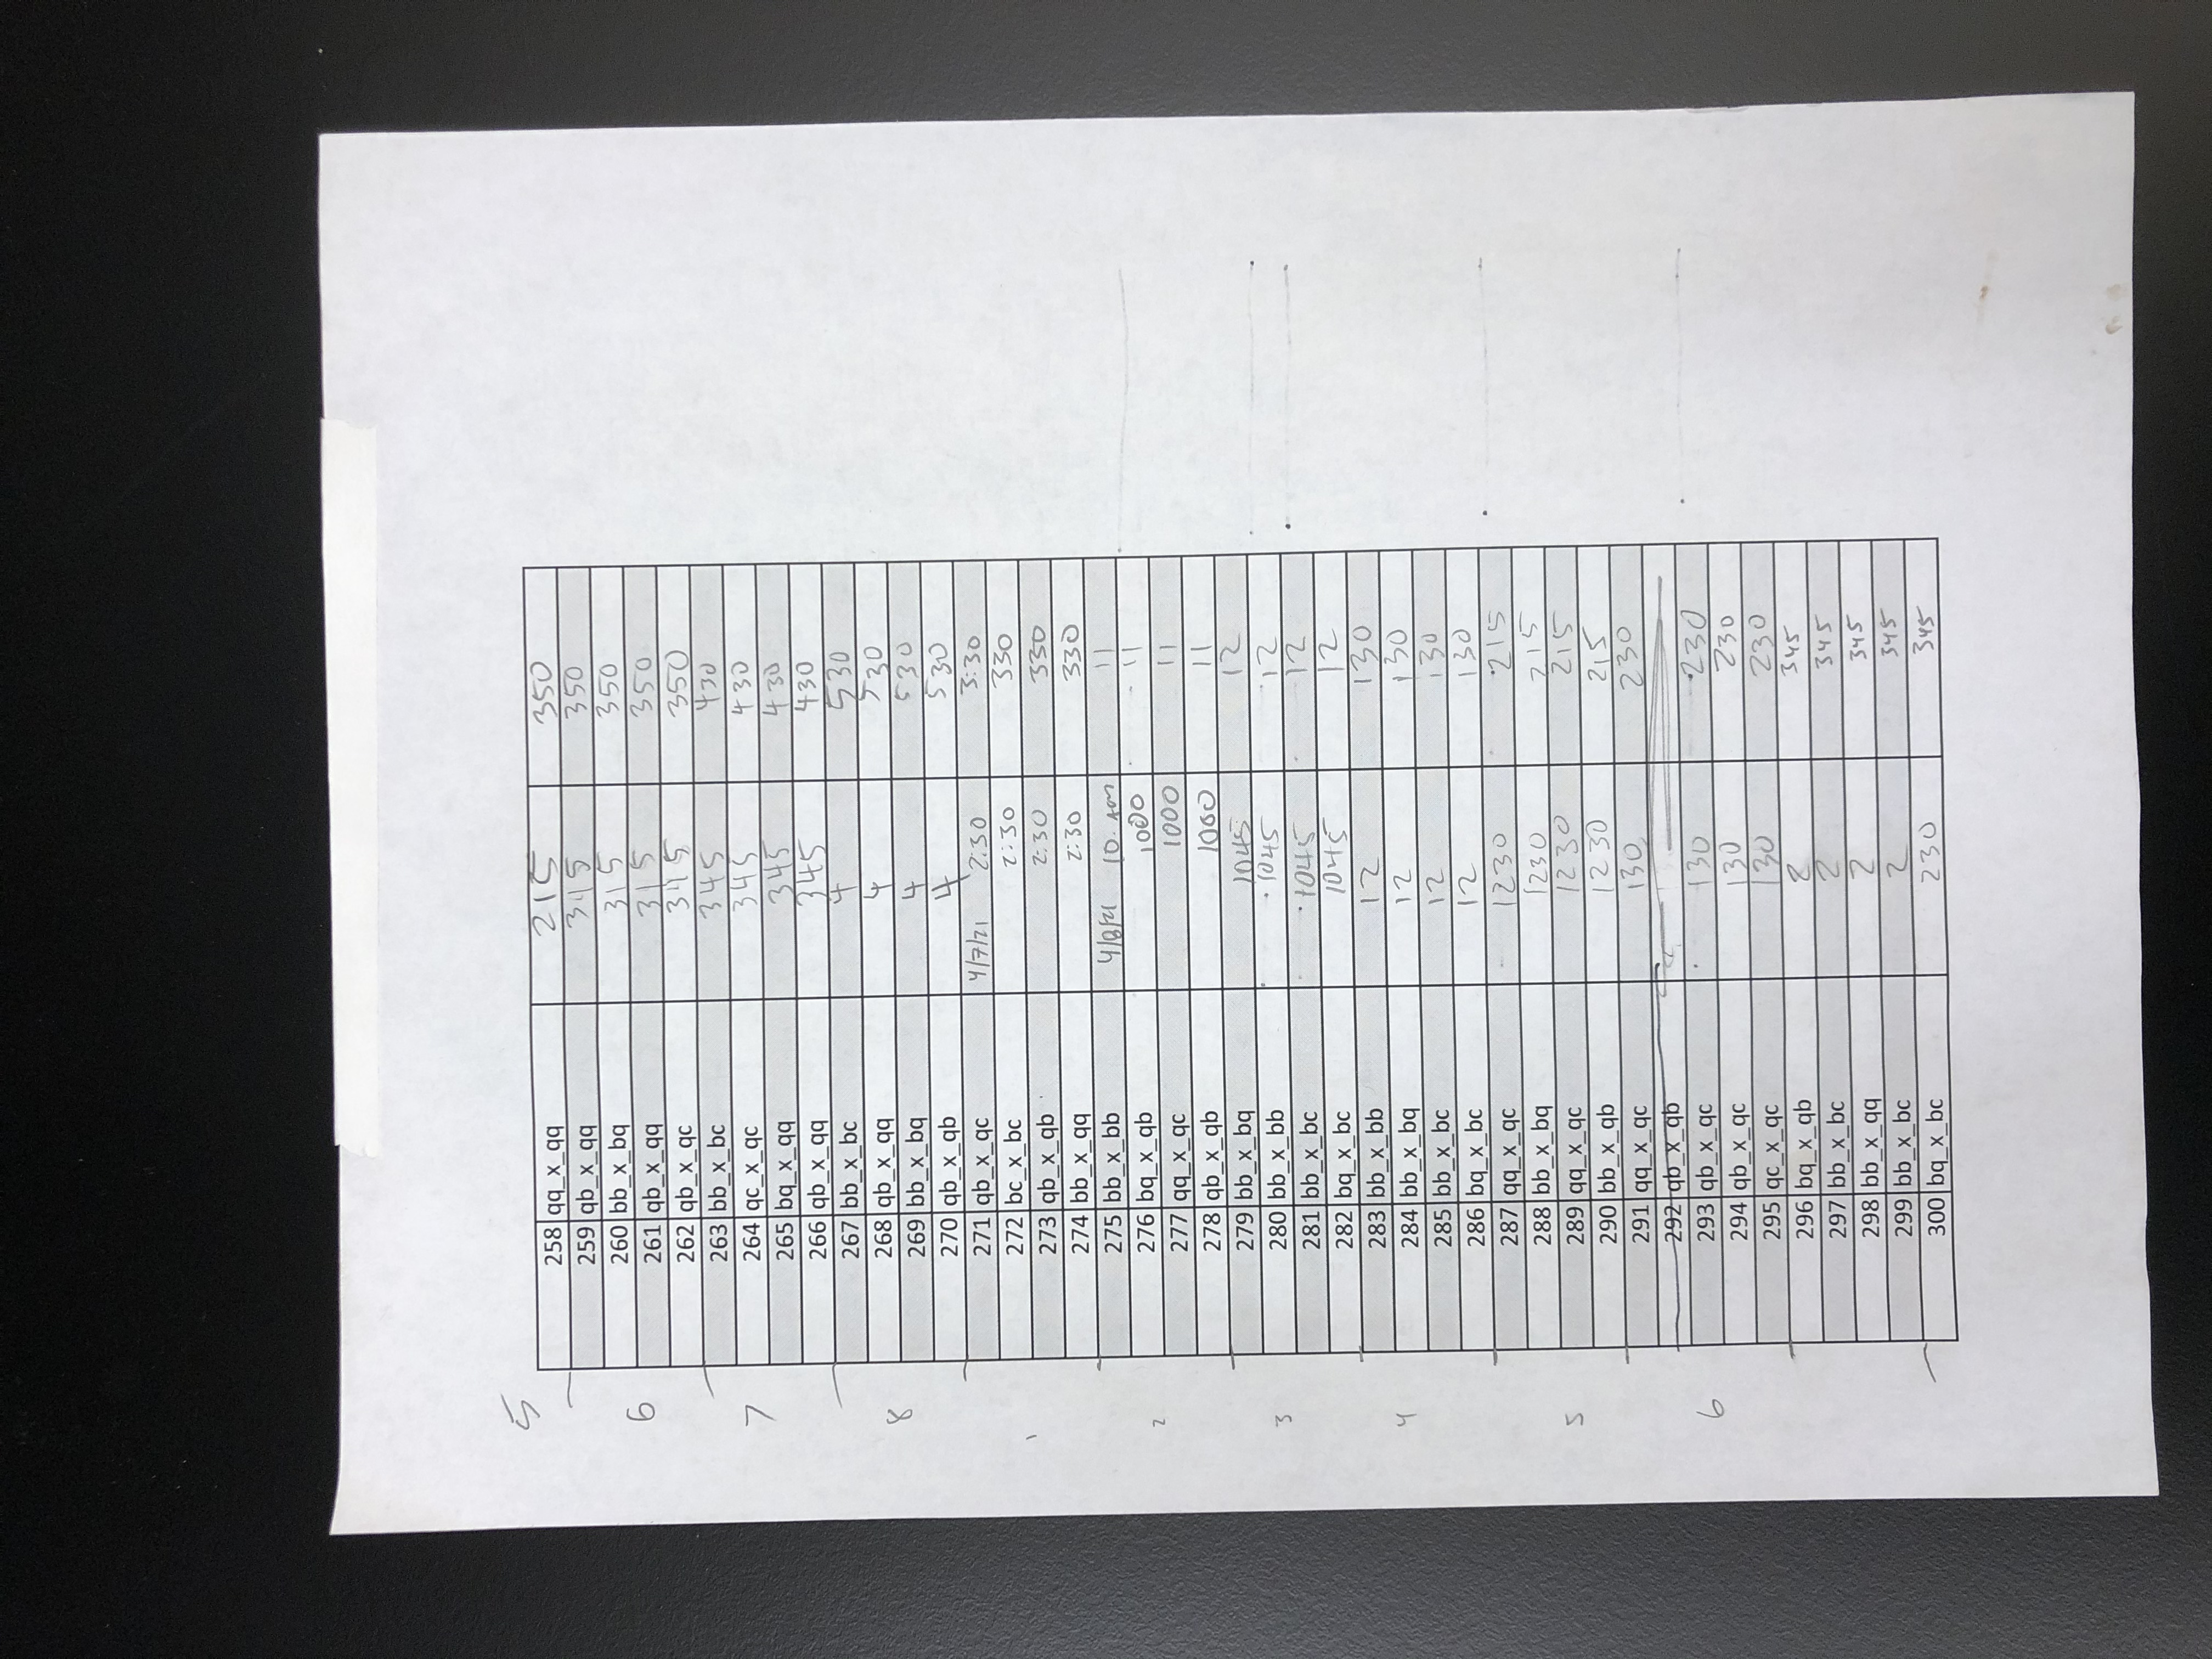 5
258 qq_x_qq 215 350
259 qb_x_qq 315 350
260 bb_x_bq 315 350
6
261 qb_x_qq 315 350
262 qb_x_qc 315 350
263 bb_x_bc 345 430
7
264 qc_x_qc 345 430
265 bq_x_qq 345 430
266 qb_x_qq 345 430
267 bb_x_bc 4 530
268 qb_x_qq 4 530
8
269 bb_x_bq 4 530
270 qb_x_qb 4 530
271 qb_x_qc 4/7/21 2:30 3:30
272 bc_x_bc 2:30 330
1
273 qb_x_qb 2:30 330
274 bb_x_qq 2:30 330
275 bb_x_bb 4/8/21 10 11
276 bq_x_qb 1000 11
2
277 qq_x_qc 1000 11
278 qb_x_qb 1000 11
279 bb_x_bq 1045 12
3
280 bb_x_bb 1045 12
281 bb_x_bc 1045 12
282 bq_x_bc 1045 12
283 bb_x_bb 12 130
4
284 bb_x_bq 12 130
285 bb_x_bc 12 130
286 bq_x_bc 12 130
287 qq_x_qc 1230 215
288 bb_x_bq 1230 215
5
289 qq_x_qc 1230 215
290 bb_x_qb 1230 215
291 qq_x_qc 130 230
292 qb_x_qb
293 qb_x_qc 130 230
6
294 qb_x_qc 130 230
295 qc_x_qc 130 230
296 bq_x_qb 2 345
297 bb_x_bc 2 345
298 bb_x_qq 2 345
299 bb_x_bc 2 345
300 bq_x_bc 230 345